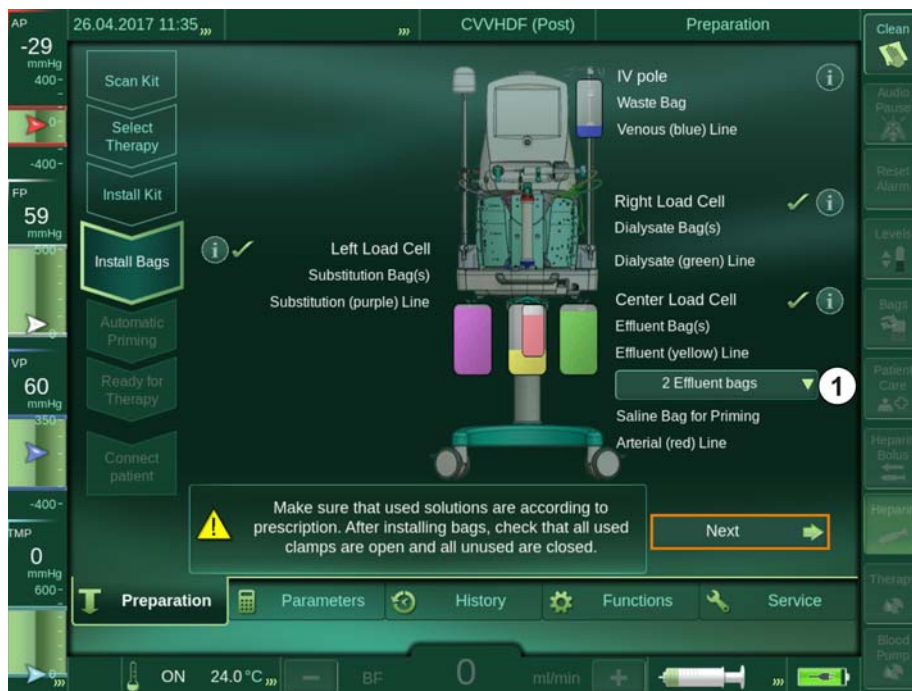 AP
-29
mmHg
400
0
-400
FP
59
mmHg
500
0
VP
60
mmHg
350
-400
TMP
0
mmHg
600
0
26.04.2017 11:35
CVVHDF (Post)
Preparation
Scan Kit
Select
Therapy
Install Kit
Install Bags
Automatic
Priming
Ready for
Therapy
Connect
patient
Left Load Cell
Substitution Bag(s)
Substitution (purple) Line
IV pole
Waste Bag
Venous (blue) Line
Right Load Cell
Dialysate Bag(s)
Dialysate (green) Line
Center Load Cell
Effluent Bag(s)
Effluent (yellow) Line
2 Effluent bags
1
Saline Bag for Priming
Arterial (red) Line
Make sure that used solutions are according to
prescription. After installing bags, check that all used
clamps are open and all unused are closed.
Next
Preparation
Parameters
History
Functions
Service
ON
24.0 °C
BF
0
ml/min
Clean
Audio
Pause
Reset
Alarm
Levels
Bags
Patient
Care
Heparin
Bolus
Heparin
Therapy
Blood
Pump